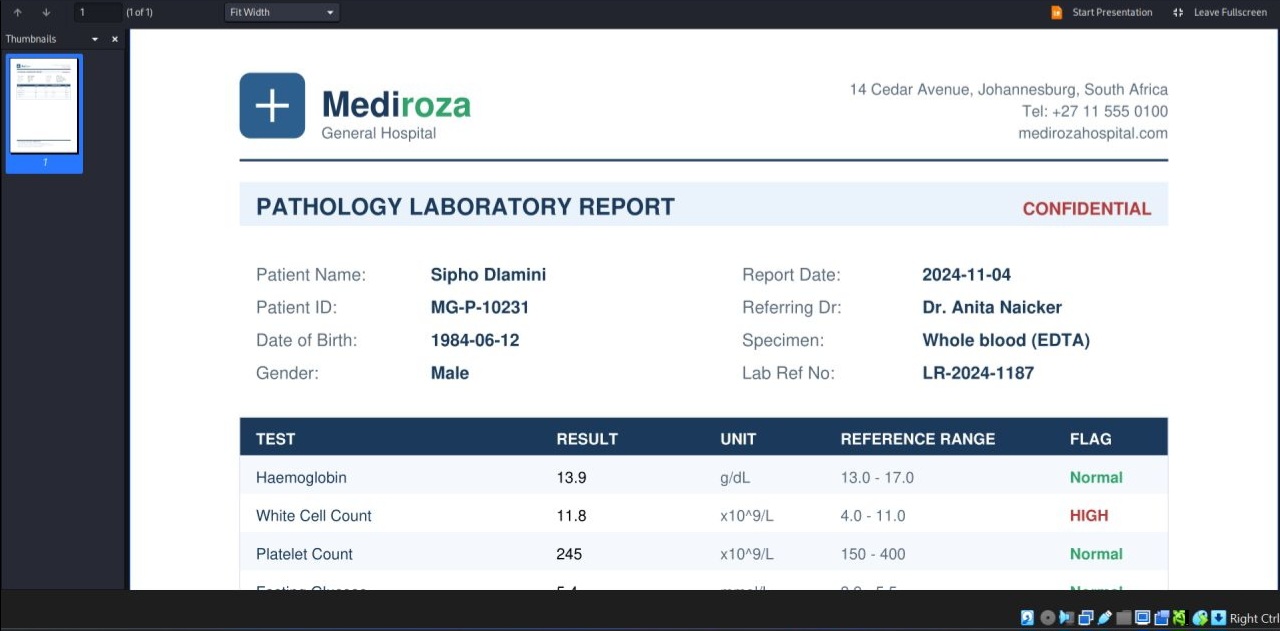 1 (1 of 1) Fit Width Start Presentation Leave Fullscreen
Thumbnails
1
Mediroza
General Hospital
14 Cedar Avenue, Johannesburg, South Africa
Tel: +27 11 555 0100
medirozahospital.com
PATHOLOGY LABORATORY REPORT CONFIDENTIAL
Patient Name: Sipho Dlamini Report Date: 2024-11-04
Patient ID: MG-P-10231 Referring Dr: Dr. Anita Naicker
Date of Birth: 1984-06-12 Specimen: Whole blood (EDTA)
Gender: Male Lab Ref No: LR-2024-1187
TEST RESULT UNIT REFERENCE RANGE FLAG
Haemoglobin 13.9 g/dL 13.0 - 17.0 Normal
White Cell Count 11.8 x10^9/L 4.0 - 11.0 HIGH
Platelet Count 245 x10^9/L 150 - 400 Normal
Right Ctrl